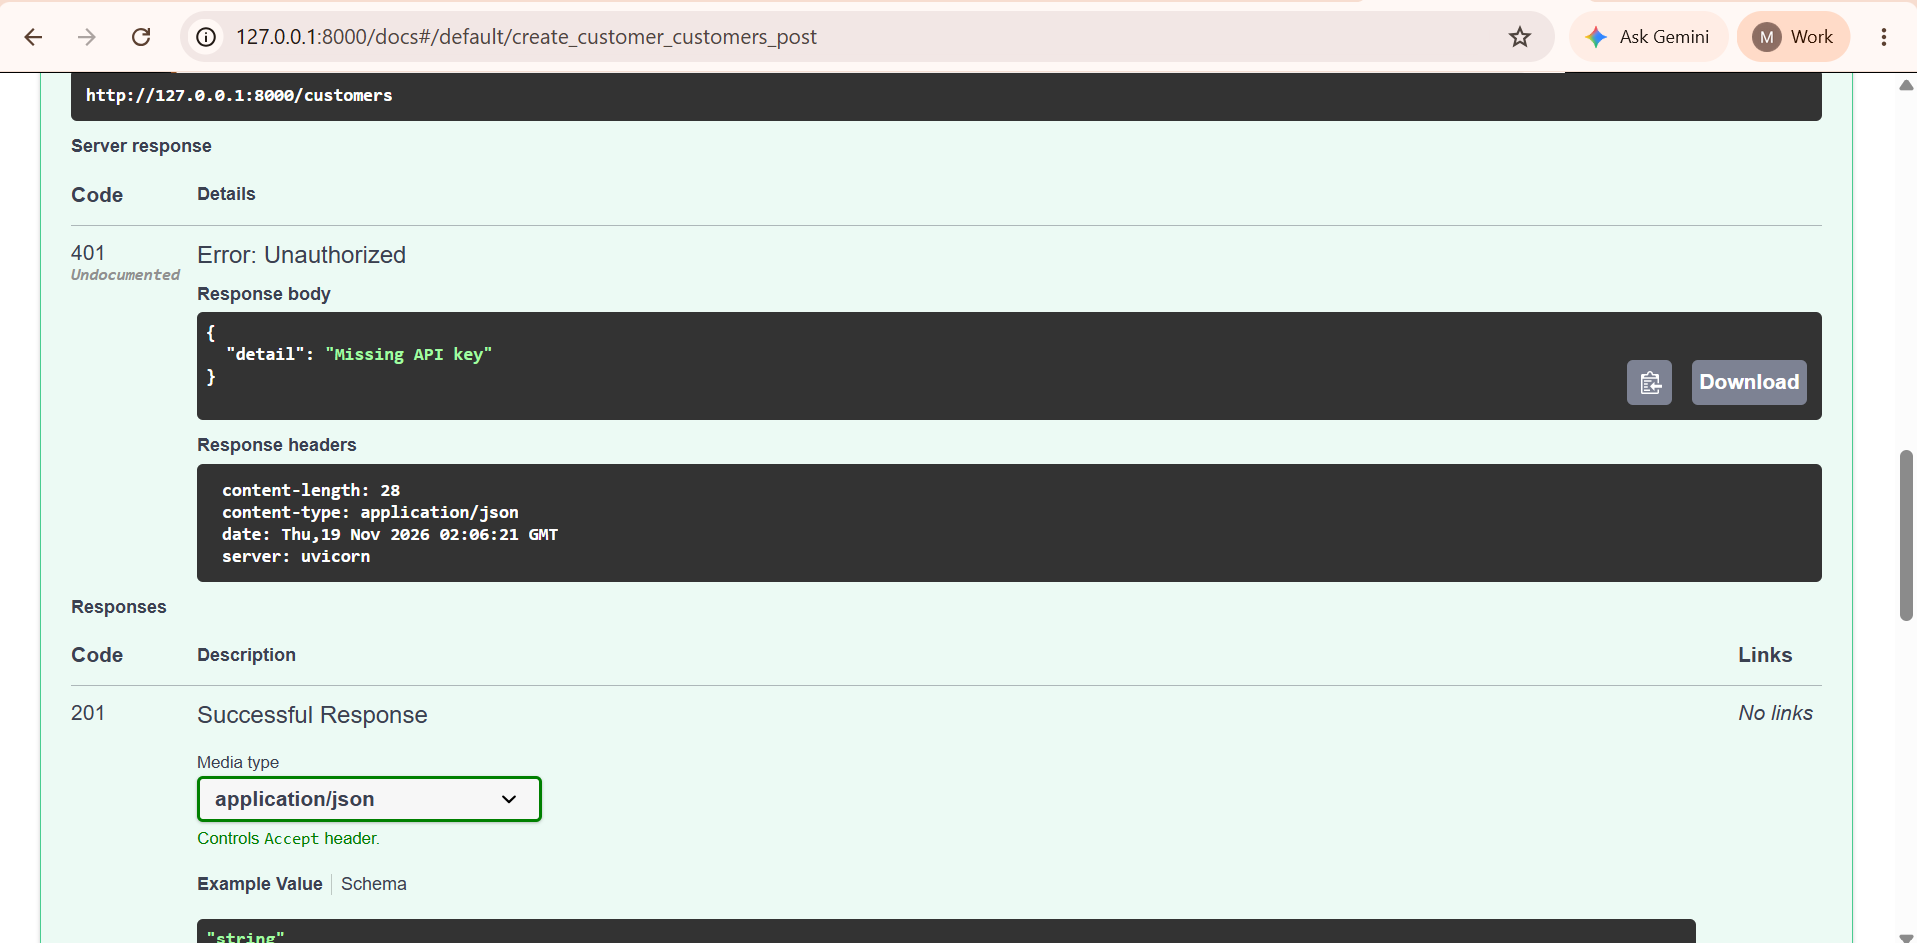 127.0.0.1:8000/docs#/default/create_customer_customers_post
Ask Gemini
M
Work
http://127.0.0.1:8000/customers
Server response
Code Details
401 Error: Unauthorized
Undocumented
Response body
{
"detail": "Missing API key"
}
Download
Response headers
content-length: 28
content-type: application/json
date: Thu,19 Nov 2026 02:06:21 GMT
server: uvicorn
Responses
Code Description Links
201 Successful Response No links
Media type
application/json
Controls Accept header.
Example Value Schema
"string"